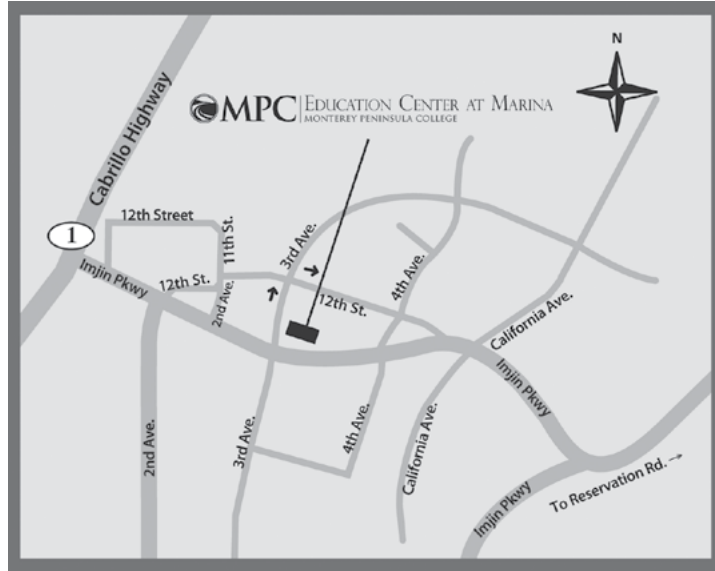 N
MPC EDUCATION CENTER AT MARINA
MONTEREY PENINSULA COLLEGE
Cabrillo Highway
1
12th Street
11th St.
3rd Ave.
Imjin Pkwy
12th St.
2nd Ave.
12th St.
4th Ave.
California Ave.
Imjin Pkwy
2nd Ave.
3rd Ave.
4th Ave.
California Ave.
To Reservation Rd. →
Imjin Pkwy